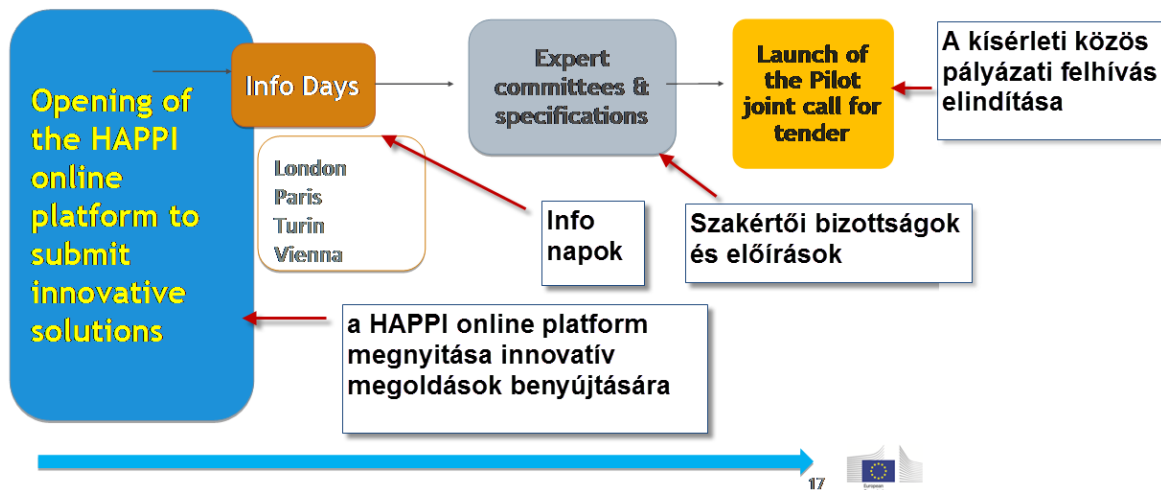 Opening of
the HAPPI
online
platform to
submit
innovative
solutions
Info Days
London
Paris
Turin
Vienna
Expert
committees &
specifications
Launch of
the Pilot
joint call for
tender
A kísérleti közös
pályázati felhívás
elindítása
Info
napok
Szakértői bizottságok
és előírások
a HAPPI online platform
megnyitása innovatív
megoldások benyújtására
17
European